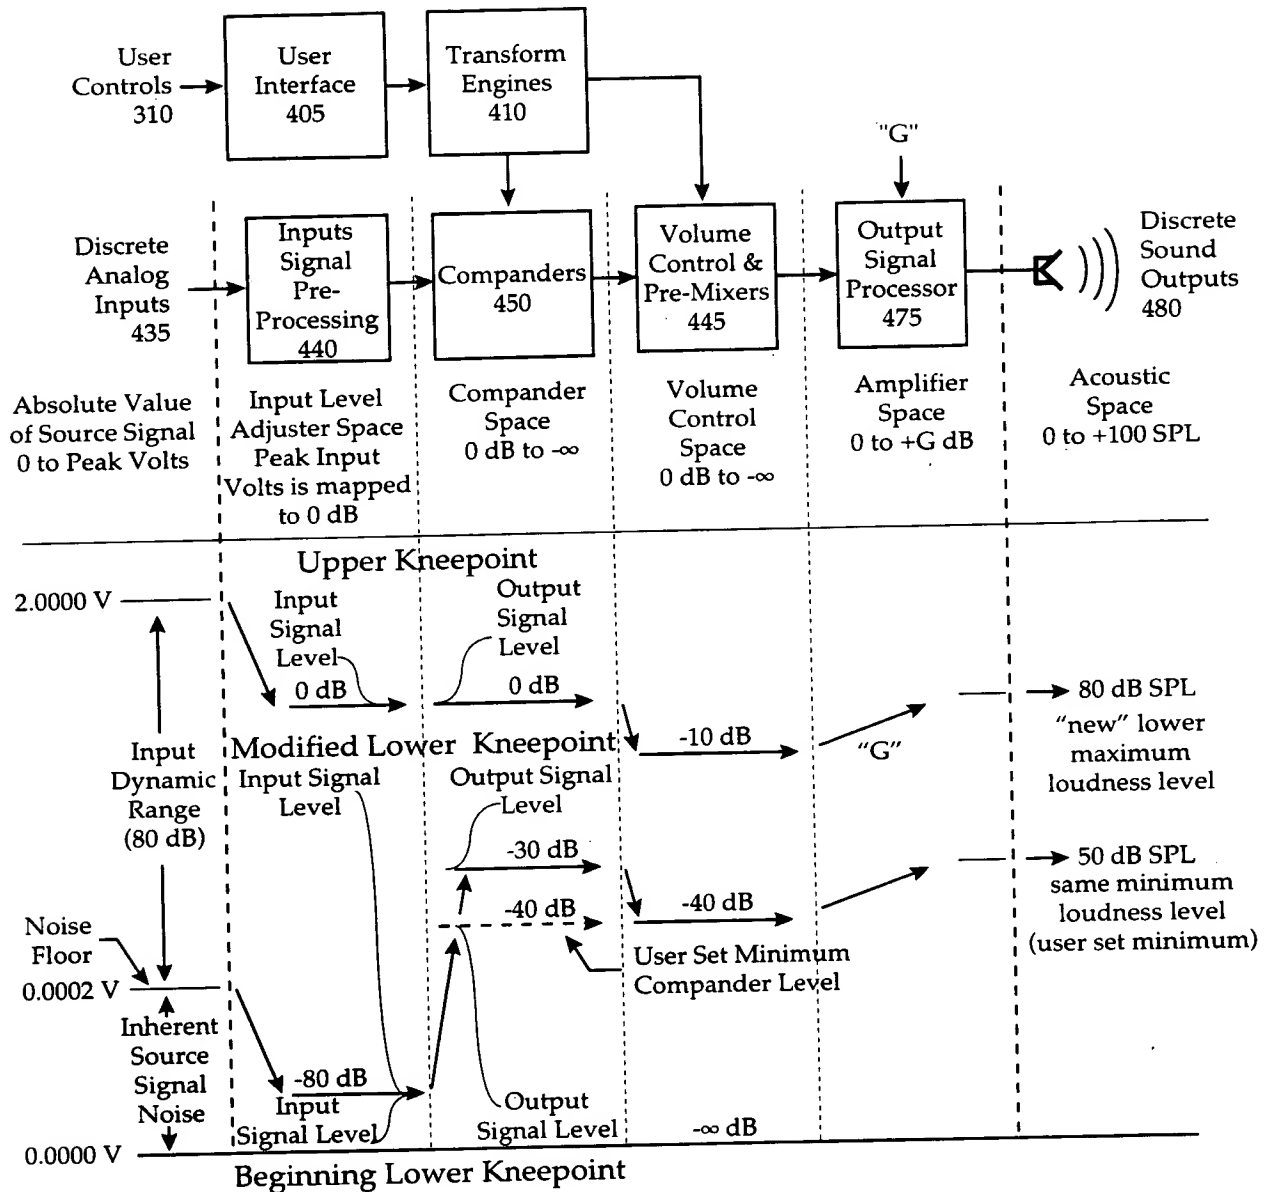 User
Controls
310
User
Interface
405
Transform
Engines
410
"G"
Discrete
Analog
Inputs
435
Inputs
Signal
Pre-
Processing
440
Companders
450
Volume
Control &
Pre-Mixers
445
Output
Signal
Processor
475
Discrete
Sound
Outputs
480
Absolute Value
of Source Signal
0 to Peak Volts
Input Level
Adjuster Space
Peak Input
Volts is mapped
to 0 dB
Compander
Space
0 dB to -∞
Volume
Control
Space
0 dB to -∞
Amplifier
Space
0 to +G dB
Acoustic
Space
0 to +100 SPL
Upper Kneepoint
2.0000 V
Input
Signal
Level
0 dB
Output
Signal
Level
0 dB
-10 dB
"G"
80 dB SPL
"new" lower
maximum
loudness level
Input
Dynamic
Range
(80 dB)
Modified Lower Kneepoint
Input Signal
Level
Output Signal
Level
-30 dB
-40 dB
-40 dB
50 dB SPL
same minimum
loudness level
(user set minimum)
User Set Minimum
Compander Level
Noise
Floor
0.0002 V
Inherent
Source
Signal
Noise
-80 dB
Input
Signal Level
Output
Signal Level
-∞ dB
0.0000 V
Beginning Lower Kneepoint